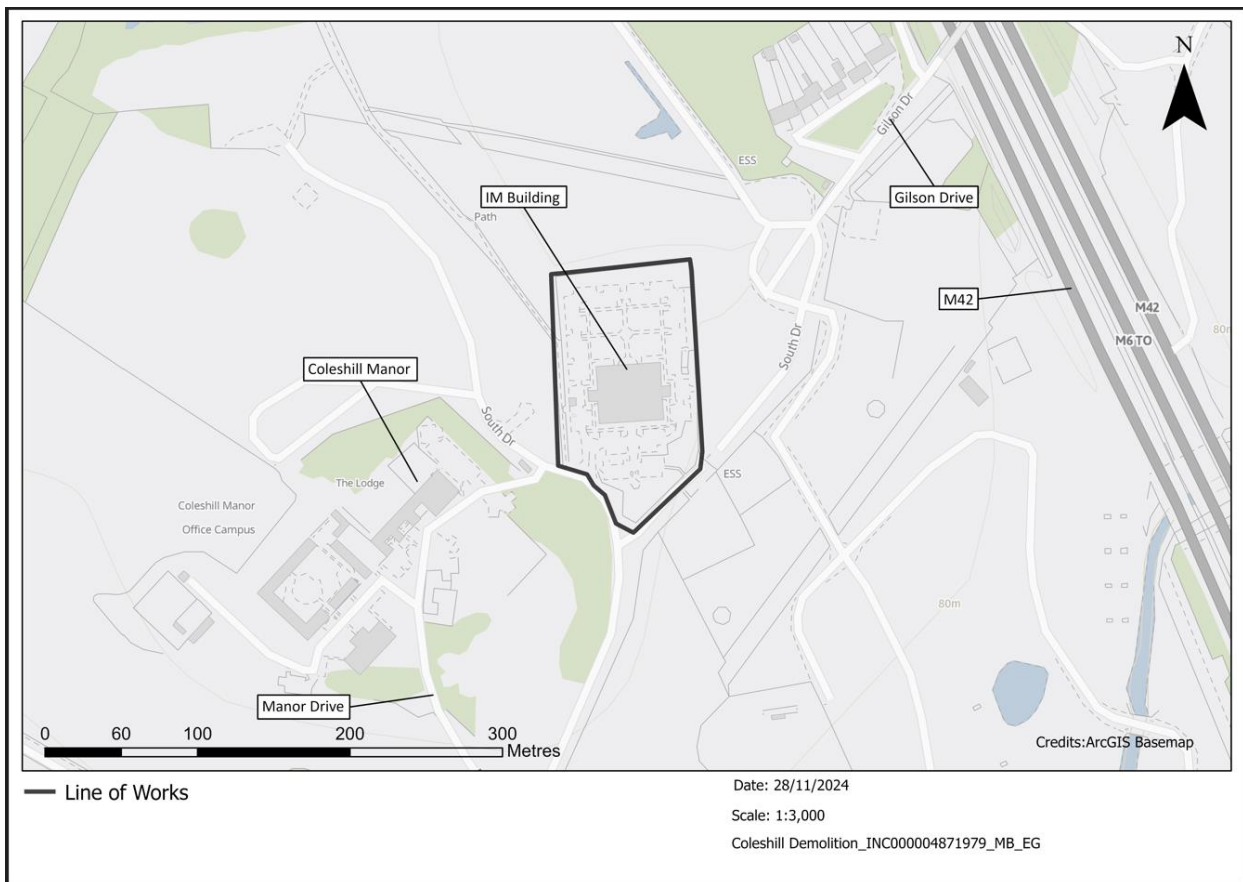 N
Gilson Dr
ESS
IM Building
Gilson Drive
Path
M42
M42
M6 TO
80m
South Dr
Coleshill Manor
South Dr
The Lodge
ESS
Coleshill Manor
Office Campus
80m
Manor Drive
0 60 100 200 300
Metres
Credits:ArcGIS Basemap
Line of Works
Date: 28/11/2024
Scale: 1:3,000
Coleshill Demolition_INC000004871979_MB_EG